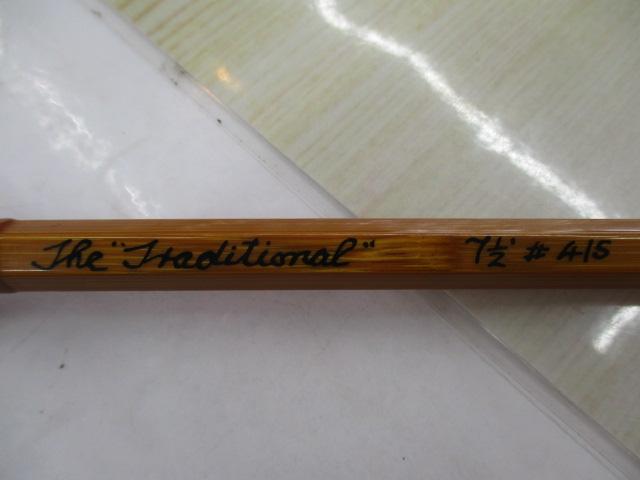 The "Traditional" 7½' # 4/5